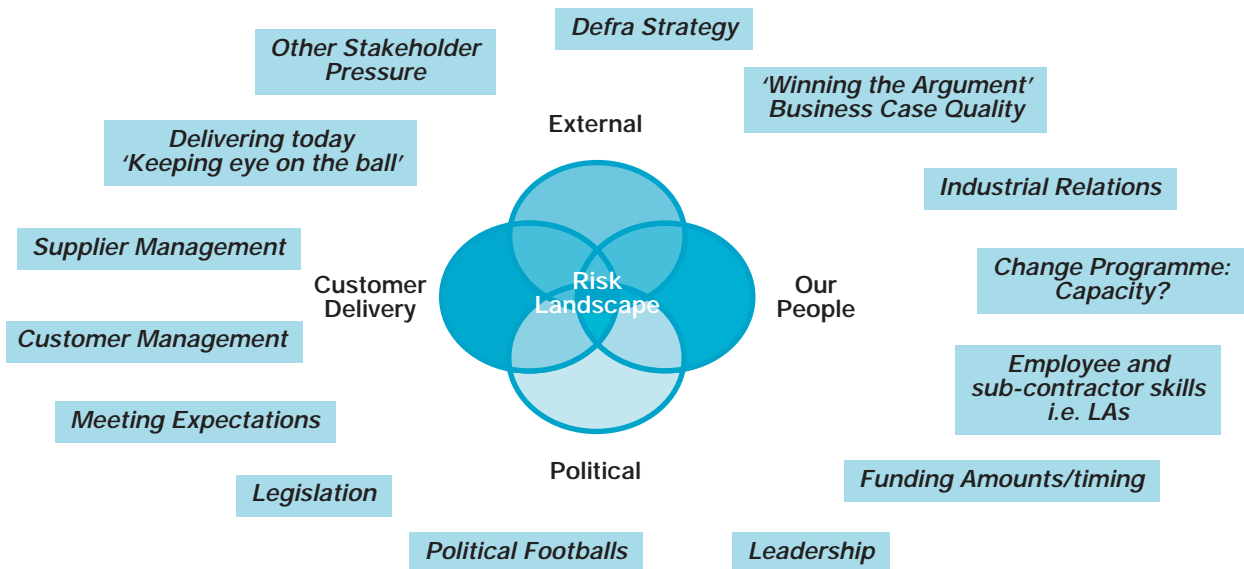 Defra Strategy
Other Stakeholder
Pressure
'Winning the Argument'
Business Case Quality
External
Delivering today
'Keeping eye on the ball'
Industrial Relations
Supplier Management
Customer
Delivery
Risk
Landscape
Our
People
Change Programme:
Capacity?
Customer Management
Employee and
sub-contractor skills
i.e. LAs
Meeting Expectations
Political
Funding Amounts/timing
Legislation
Political Footballs
Leadership